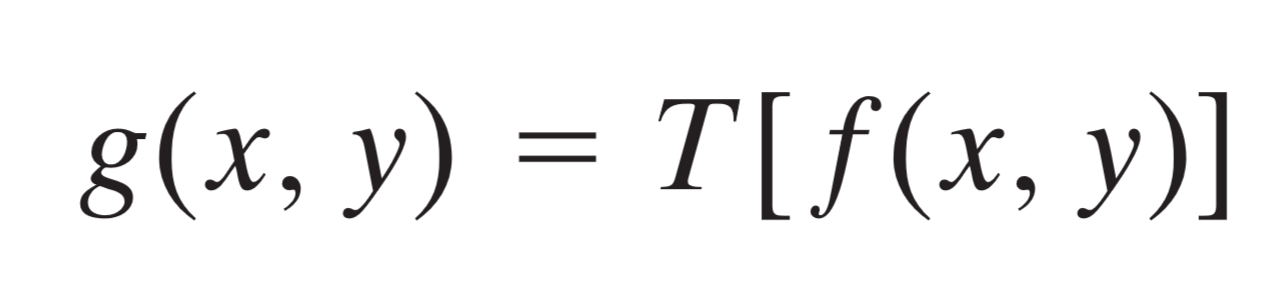 g(x, y) = T[f(x, y)]